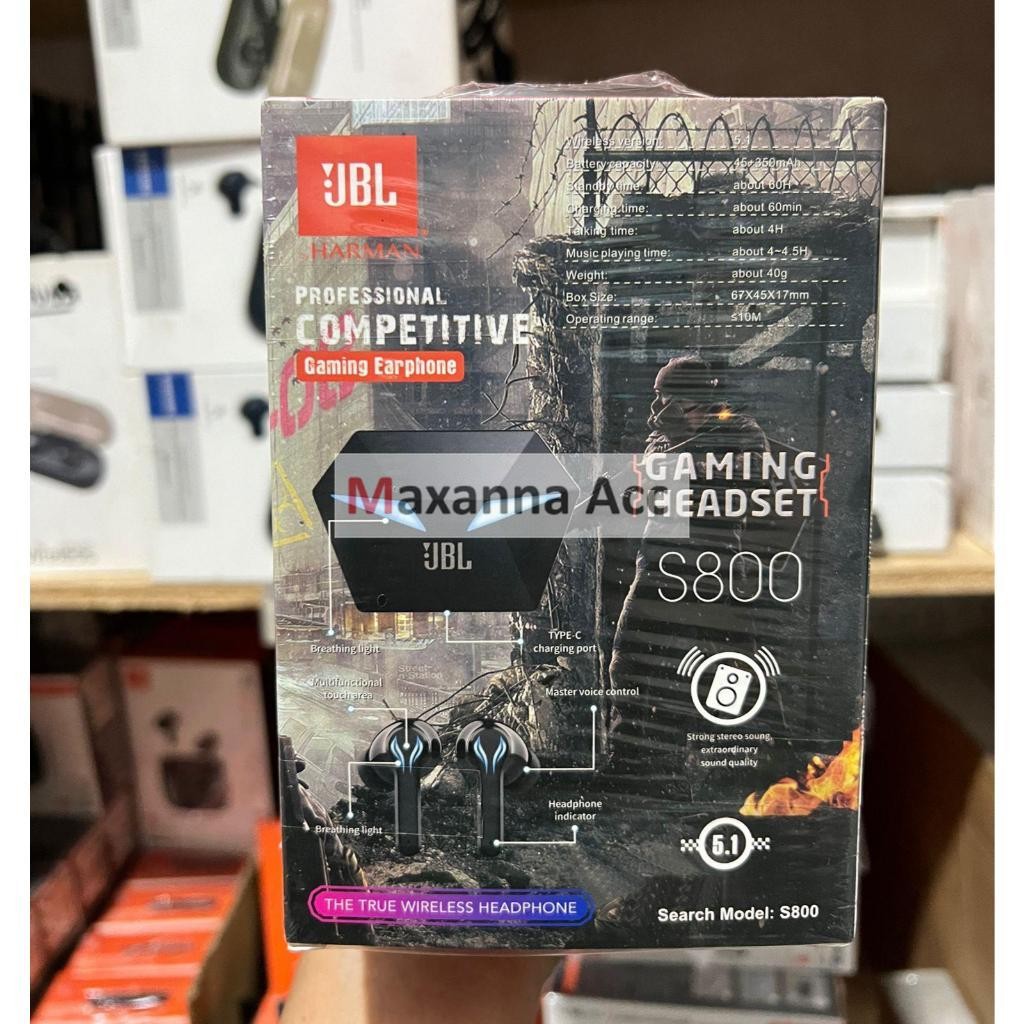 JBL
HARMAN
PROFESSIONAL
COMPETITIVE
Gaming Earphone
Wireless version: 5.1
Battery capacity: 45+350mAh
Standby time: about 60H
Charging time: about 60min
Talking time: about 4H
Music playing time: about 4~4.5H
Weight: about 40g
Box Size: 67X45X17mm
Operating range: ≤10M
Maxanna Acc
GAMING
HEADSET
S800
JBL
Breathing light
TYPE-C
charging port
Multifunctional
touch area
Master voice control
Strong stereo sound,
extraordinary
sound quality
Headphone
indicator
Breathing light
5.1
THE TRUE WIRELESS HEADPHONE
Search Model: S800